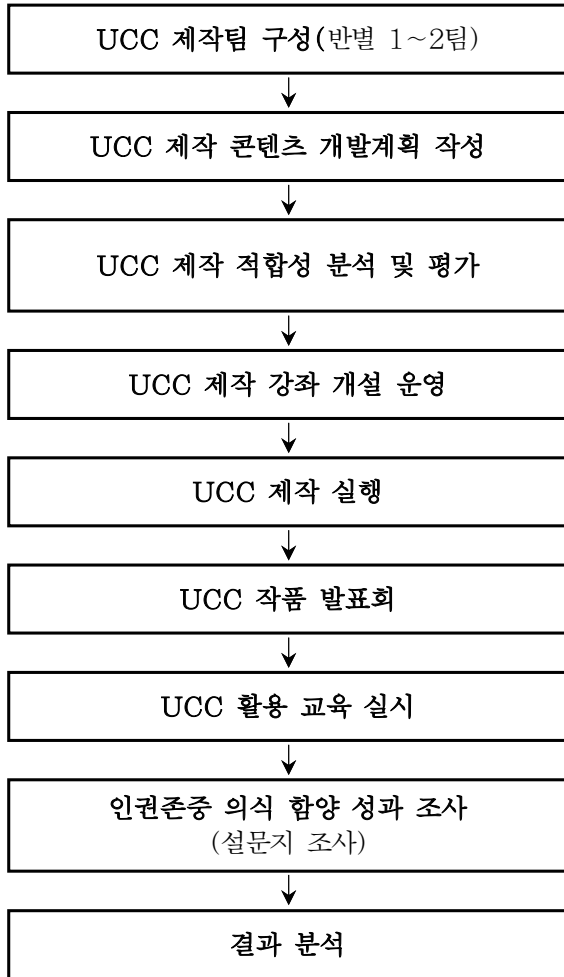 UCC 제작팀 구성(반별 1~2팀)
UCC 제작 콘텐츠 개발계획 작성
UCC 제작 적합성 분석 및 평가
UCC 제작 강좌 개설 운영
UCC 제작 실행
UCC 작품 발표회
UCC 활용 교육 실시
인권존중 의식 함양 성과 조사
(설문지 조사)
결과 분석